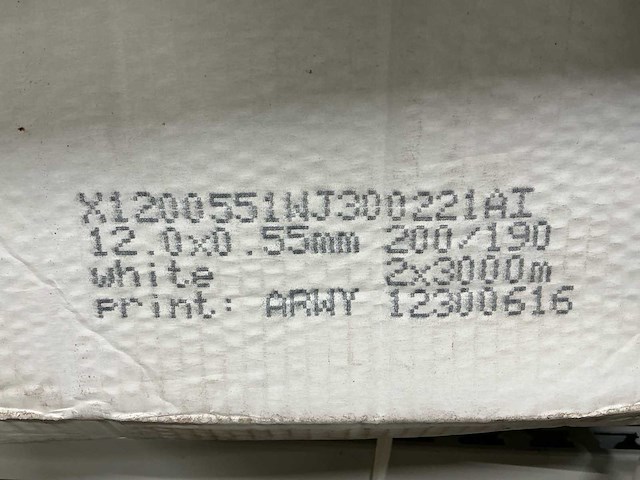 X1200551WJ300221AI
12.0x0.55mm 200/190
white 2x3000m
print: ARWY 12300616